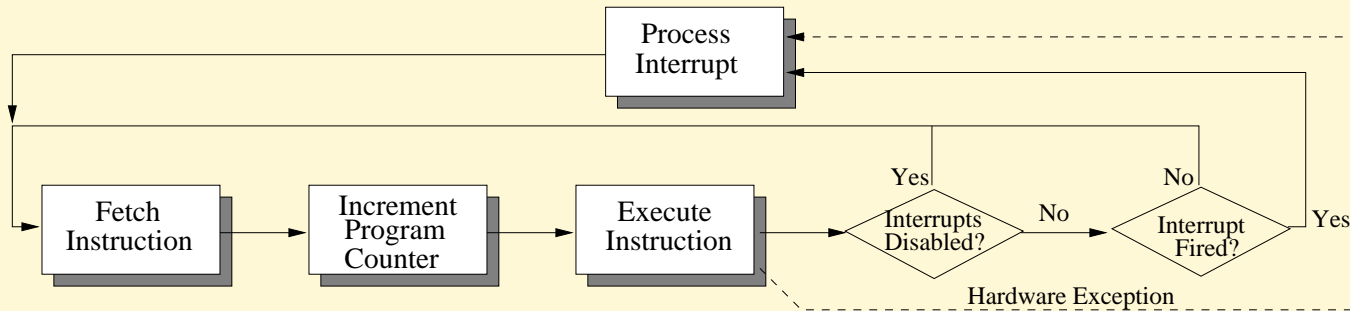 Process
Interrupt
Yes
No
Fetch
Instruction
Increment
Program
Counter
Execute
Instruction
Interrupts
Disabled?
No
Interrupt
Fired?
Yes
Hardware Exception